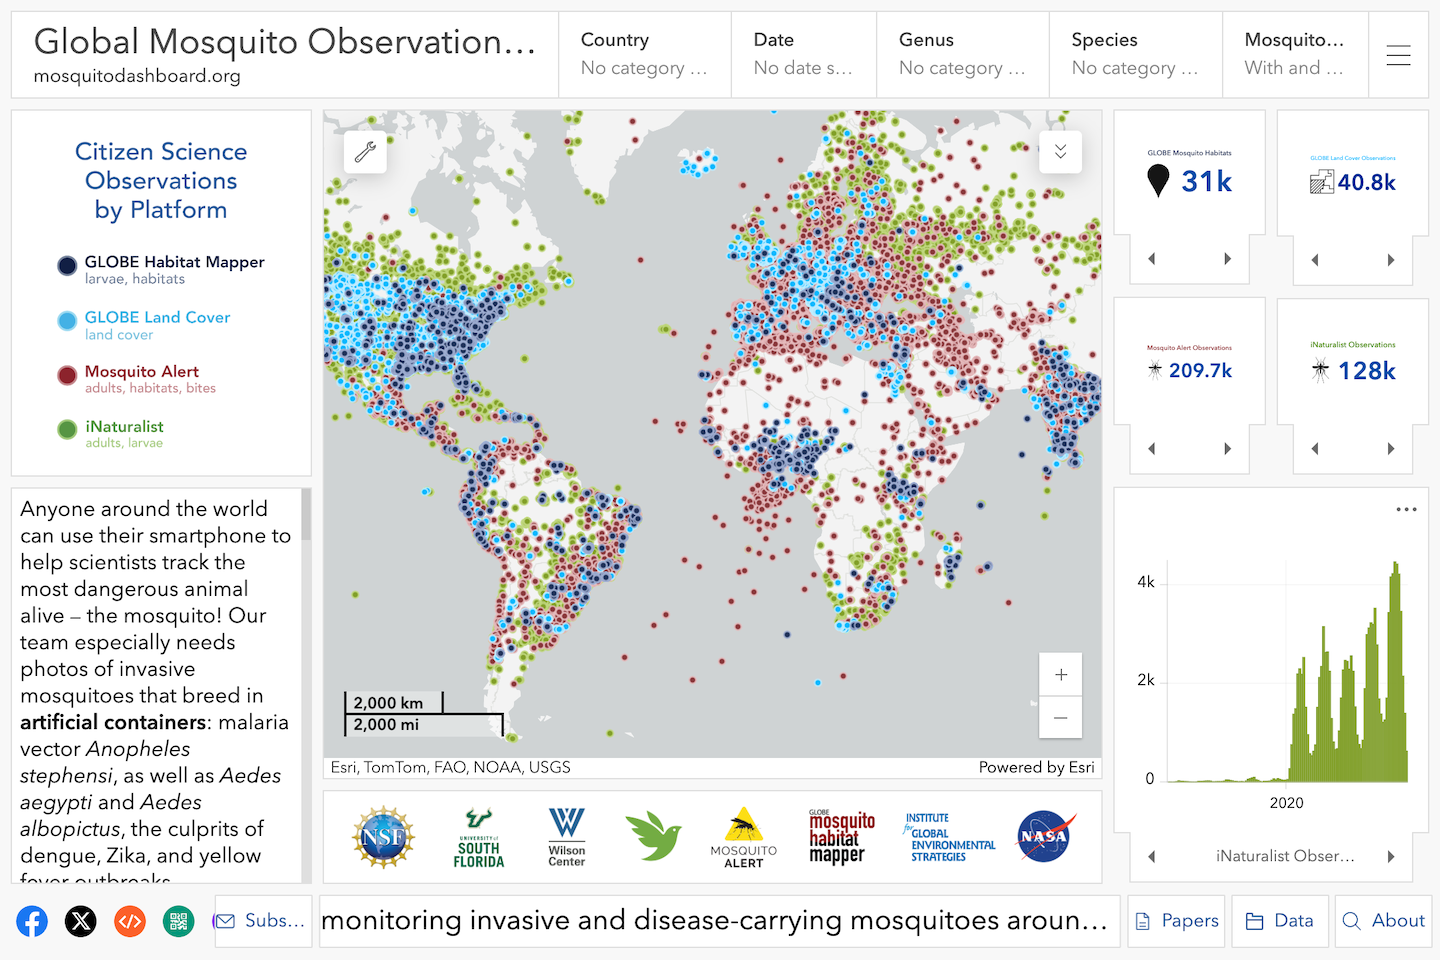 Global Mosquito Observation...
mosquitodashboard.org
Country
No category ...
Date
No date s...
Genus
No category ...
Species
No category ...
Mosquito...
With and ...
Citizen Science
Observations
by Platform
GLOBE Habitat Mapper
larvae, habitats
GLOBE Land Cover
land cover
Mosquito Alert
adults, habitats, bites
iNaturalist
adults, larvae
Anyone around the world
can use their smartphone to
help scientists track the
most dangerous animal
alive – the mosquito! Our
team especially needs
photos of invasive
mosquitoes that breed in
artificial containers: malaria
vector Anopheles
stephensi, as well as Aedes
aegypti and Aedes
albopictus, the culprits of
dengue, Zika, and yellow
fever outbreaks
2,000 km
2,000 mi
Esri, TomTom, FAO, NOAA, USGS
Powered by Esri
NSF
UNIVERSITY of
SOUTH
FLORIDA
Wilson
Center
MOSQUITO
ALERT
GLOBE
mosquito
habitat
mapper
INSTITUTE
for GLOBAL
ENVIRONMENTAL
STRATEGIES
NASA
GLOBE Mosquito Habitats
31k
GLOBE Land Cover Observations
40.8k
Mosquito Alert Observations
209.7k
iNaturalist Observations
128k
4k
2k
0
2020
iNaturalist Obser...
Subs...
monitoring invasive and disease-carrying mosquitoes aroun...
Papers
Data
About